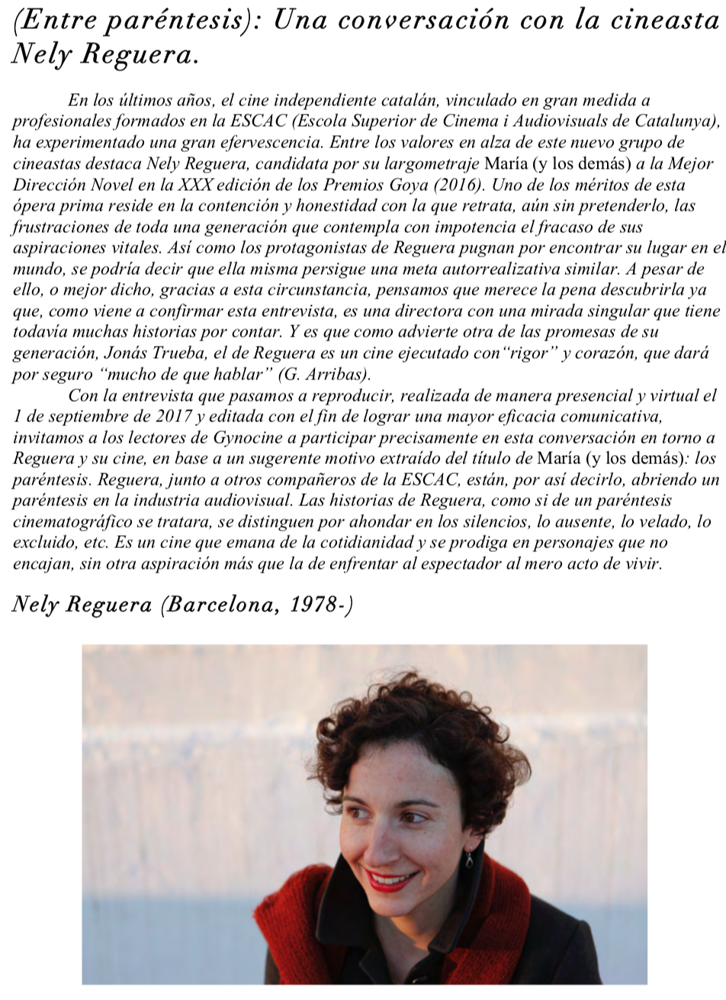 (Entre paréntesis): Una conversación con la cineasta
Nely Reguera.
En los últimos años, el cine independiente catalán, vinculado en gran medida a
profesionales formados en la ESCAC (Escola Superior de Cinema i Audiovisuals de Catalunya),
ha experimentado una gran efervescencia. Entre los valores en alza de este nuevo grupo de
cineastas destaca Nely Reguera, candidata por su largometraje María (y los demás) a la Mejor
Dirección Novel en la XXX edición de los Premios Goya (2016). Uno de los méritos de esta
ópera prima reside en la contención y honestidad con la que retrata, aún sin pretenderlo, las
frustraciones de toda una generación que contempla con impotencia el fracaso de sus
aspiraciones vitales. Así como los protagonistas de Reguera pugnan por encontrar su lugar en el
mundo, se podría decir que ella misma persigue una meta autorrealizativa similar. A pesar de
ello, o mejor dicho, gracias a esta circunstancia, pensamos que merece la pena descubrirla ya
que, como viene a confirmar esta entrevista, es una directora con una mirada singular que tiene
todavía muchas historias por contar. Y es que como advierte otra de las promesas de su
generación, Jonás Trueba, el de Reguera es un cine ejecutado con“rigor” y corazón, que dará
por seguro “mucho de que hablar” (G. Arribas).
Con la entrevista que pasamos a reproducir, realizada de manera presencial y virtual el
1 de septiembre de 2017 y editada con el fin de lograr una mayor eficacia comunicativa,
invitamos a los lectores de Gynocine a participar precisamente en esta conversación en torno a
Reguera y su cine, en base a un sugerente motivo extraído del título de María (y los demás): los
paréntesis. Reguera, junto a otros compañeros de la ESCAC, están, por así decirlo, abriendo un
paréntesis en la industria audiovisual. Las historias de Reguera, como si de un paréntesis
cinematográfico se tratara, se distinguen por ahondar en los silencios, lo ausente, lo velado, lo
excluido, etc. Es un cine que emana de la cotidianidad y se prodiga en personajes que no
encajan, sin otra aspiración más que la de enfrentar al espectador al mero acto de vivir.
Nely Reguera (Barcelona, 1978-)